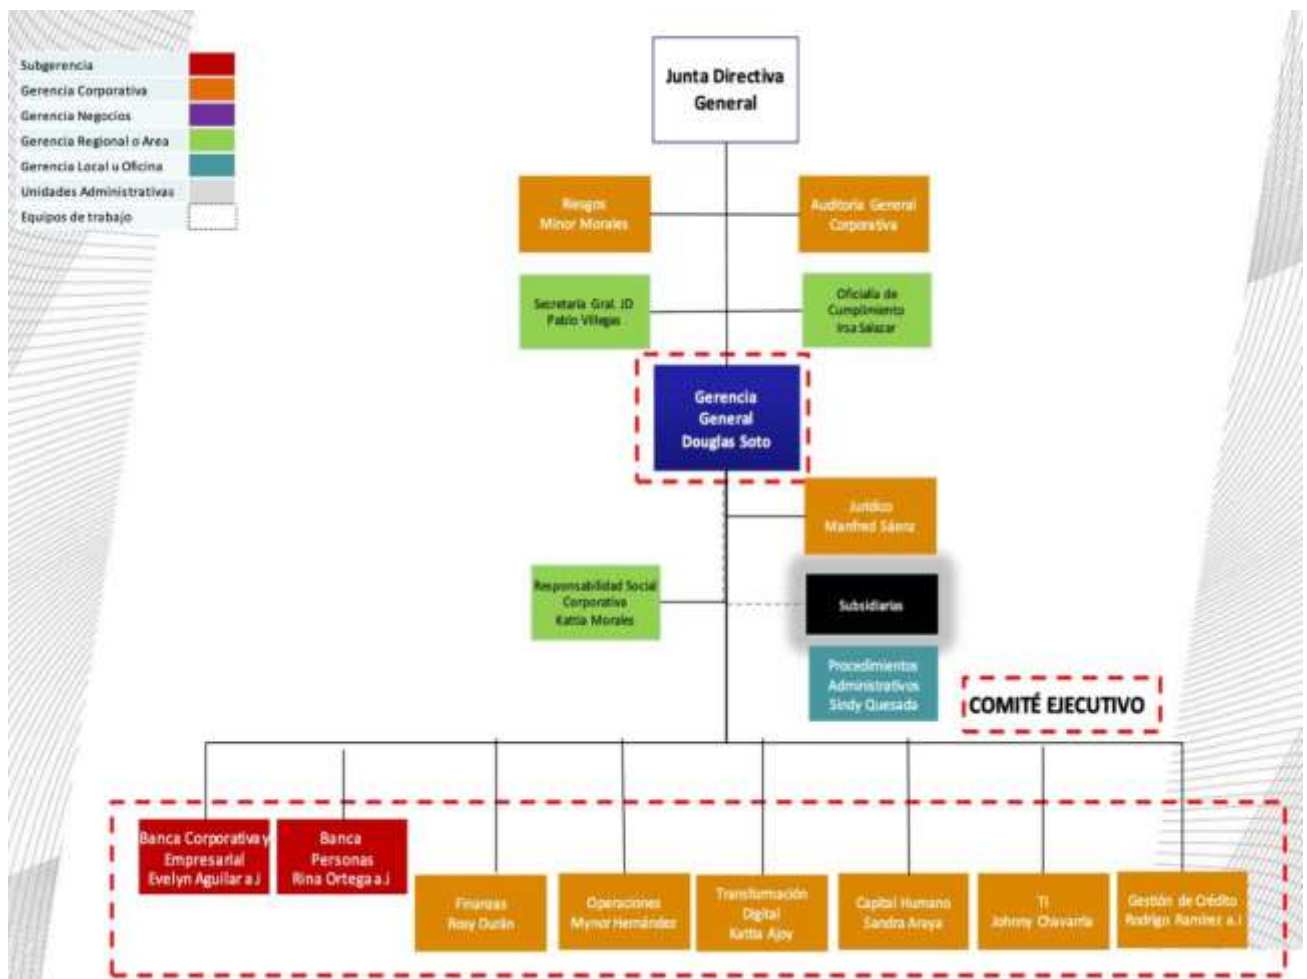 Subgerencia
Gerencia Corporativa
Gerencia Negocios
Gerencia Regional o Area
Gerencia Local u Oficina
Unidades Administrativas
Equipos de trabajo
Junta Directiva
General
Riesgos
Minor Morales
Auditoría General
Corporativa
Secretaría Gral. JD
Pablo Villegas
Oficialía de
Cumplimiento
Irsa Salazar
Gerencia
General
Douglas Soto
Jurídico
Manfred Sáenz
Responsabilidad Social
Corporativa
Kattia Morales
Subsidiarias
Procedimientos
Administrativos
Sindy Quesada
COMITÉ EJECUTIVO
Banca Corporativa y
Empresarial
Evelyn Aguilar a.i
Banca
Personas
Rina Ortega a.i
Finanzas
Rosy Durán
Operaciones
Mynor Hernández
Transformación
Digital
Kattia Ajoy
Capital Humano
Sandra Araya
TI
Johnny Chavarría
Gestión de Crédito
Rodrigo Ramírez a.i